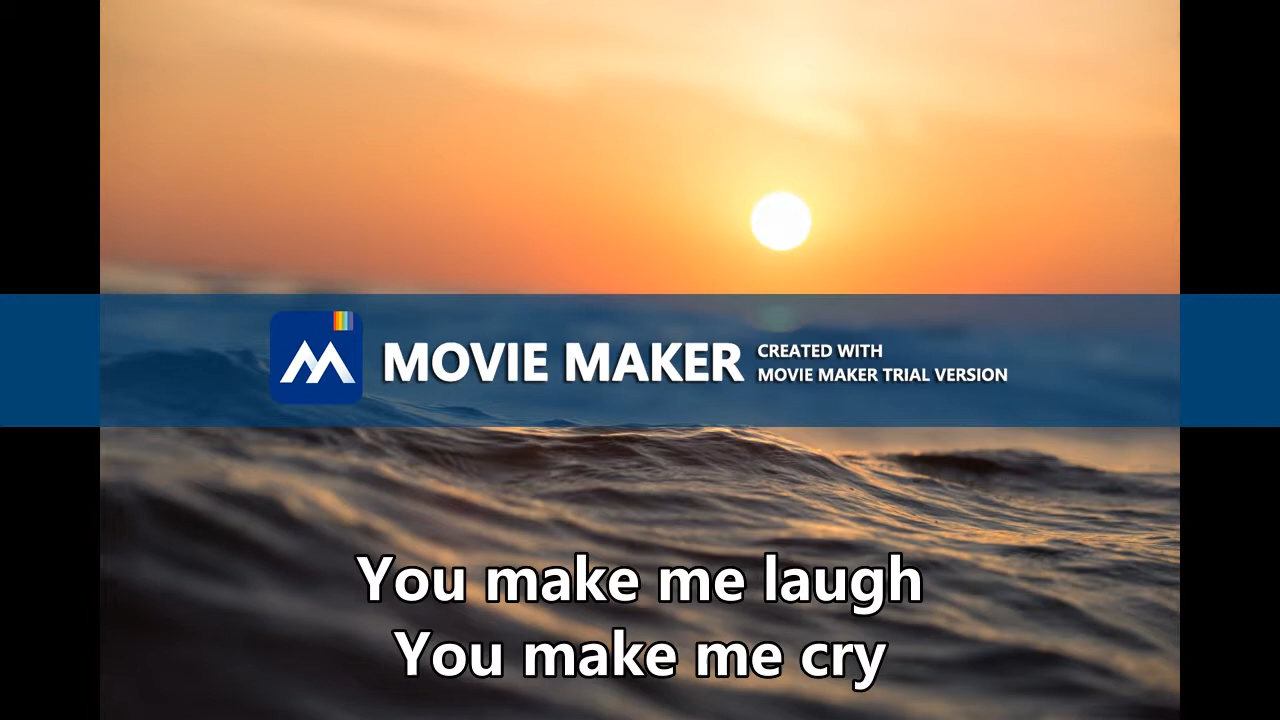 MOVIE MAKER
CREATED WITH
MOVIE MAKER TRIAL VERSION
You make me laugh
You make me cry